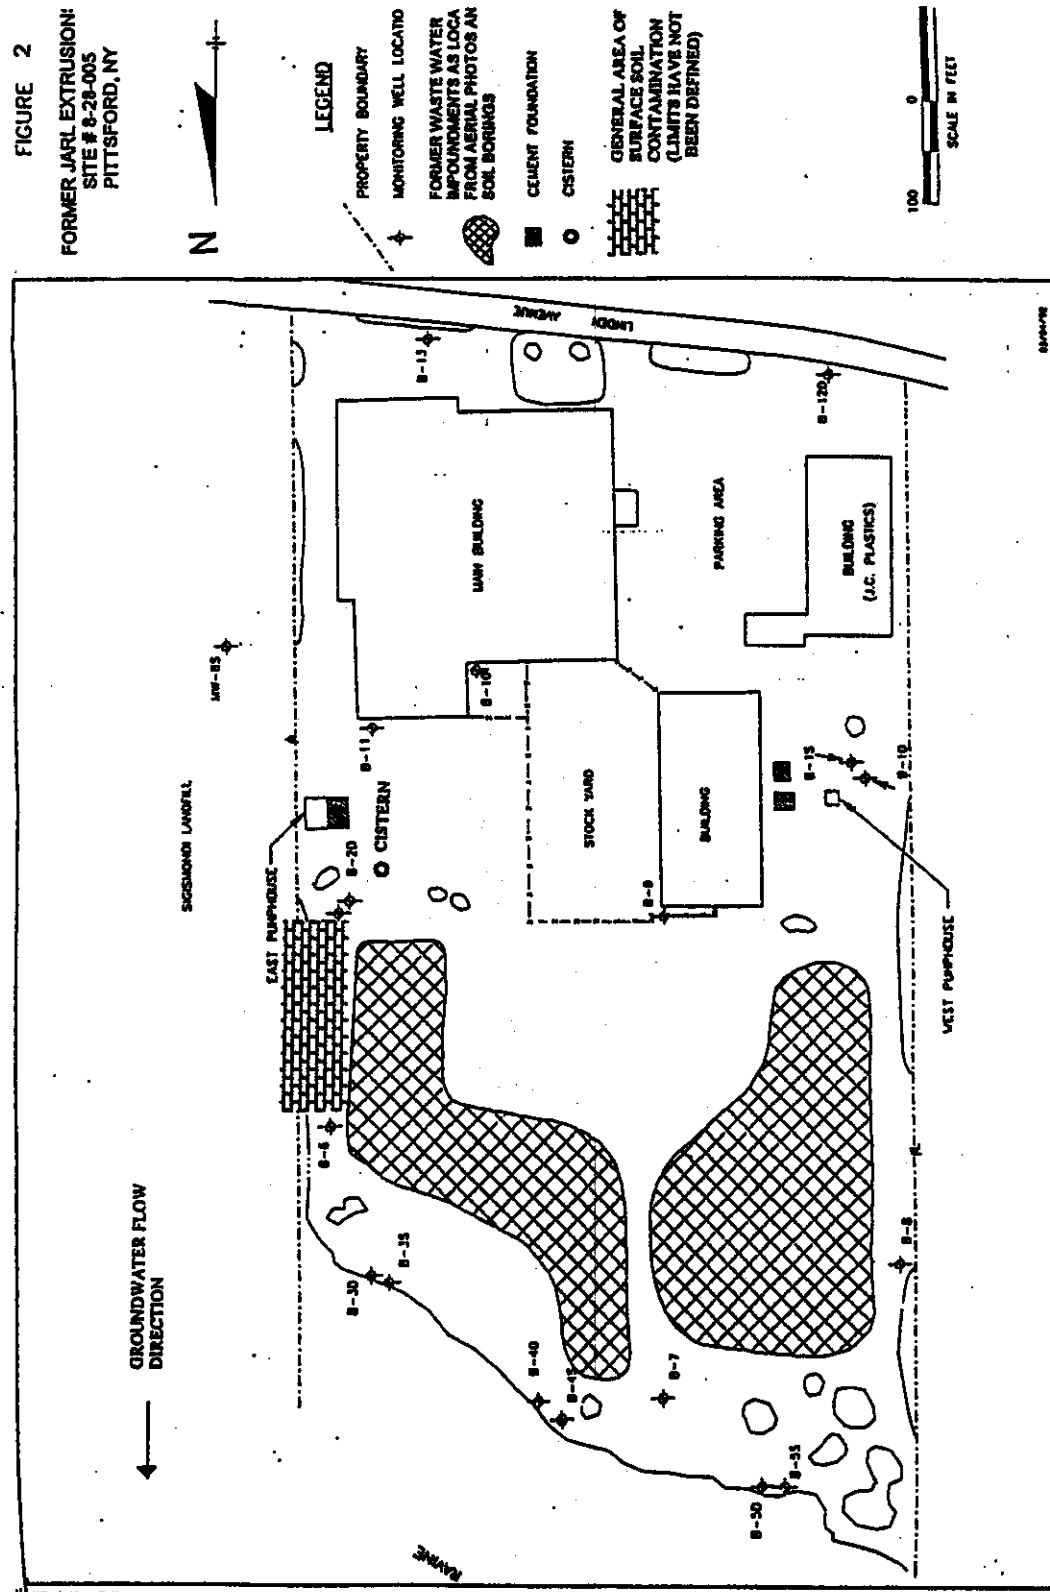 FIGURE 2
FORMER JARL EXTRUSION
SITE # 8-28-005
PITTSFORD, NY
N
LEGEND
PROPERTY BOUNDARY
MONITORING WELL LOCATIO
FORMER WASTE WATER
IMPOUNDMENTS AS LOCA
FROM AERIAL PHOTOS AN
SOIL BORINGS
CEMENT FOUNDATION
CISTERN
GENERAL AREA OF
SURFACE SOIL
CONTAMINATION
(LIMITS HAVE NOT
BEEN DEFINED)
100
0
SCALE IN FEET
GROUNDWATER FLOW
DIRECTION
SIGISMONDI LANDFILL
MW-8S
EAST PUMPHOUSE
B-6
B-2D
B-11
CISTERN
B-13
LINDEN
AVENUE
B-3D
B-3S
MAIN BUILDING
B-10
B-4D
B-4S
STOCK YARD
B-7
B-9
BUILDING
PARKING AREA
B-12D
B-5D
B-5S
B-1S
B-1D
BUILDING
(J.C. PLASTICS)
B-8
WEST PUMPHOUSE
RAVINE